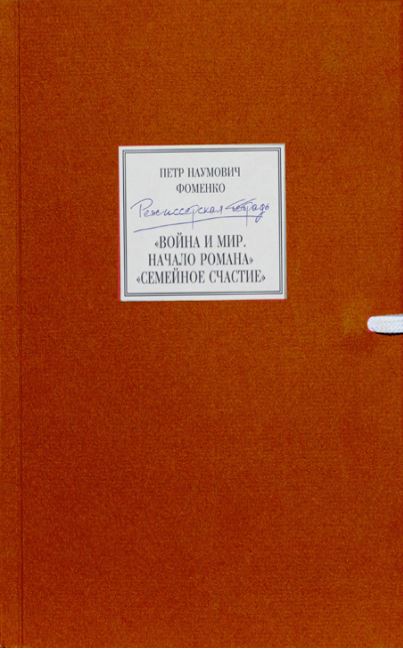 ПЕТР НАУМОВИЧ
ФОМЕНКО
Режиссерская тетрадь
«ВОЙНА И МИР.
НАЧАЛО РОМАНА»
«СЕМЕЙНОЕ СЧАСТИЕ»